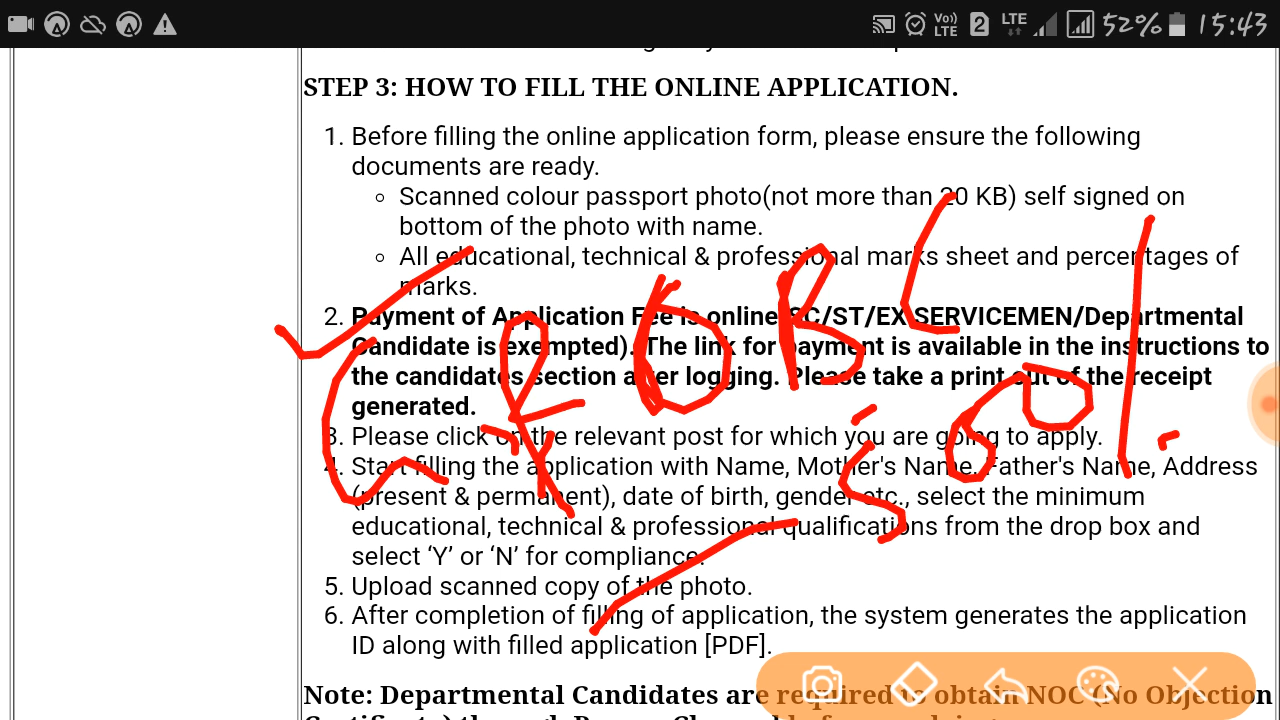 Vo)) LTE 2 LTE 52% 15:43
STEP 3: HOW TO FILL THE ONLINE APPLICATION.
1. Before filling the online application form, please ensure the following
documents are ready.
Scanned colour passport photo(not more than 20 KB) self signed on
bottom of the photo with name.
All educational, technical & professional marks sheet and percentages of
marks.
2. Payment of Application Fee is online(SC/ST/EX SERVICEMEN/Departmental
Candidate is exempted). The link for payment is available in the instructions to
the candidates section after logging. Please take a print out of the receipt
generated.
3. Please click on the relevant post for which you are going to apply.
4. Start filling the application with Name, Mother's Name, Father's Name, Address
(present & permanent), date of birth, gender etc., select the minimum
educational, technical & professional qualifications from the drop box and
select ‘Y’ or ‘N’ for compliance.
5. Upload scanned copy of the photo.
6. After completion of filling of application, the system generates the application
ID along with filled application [PDF].
Note: Departmental Candidates are required to obtain NOC (No Objection